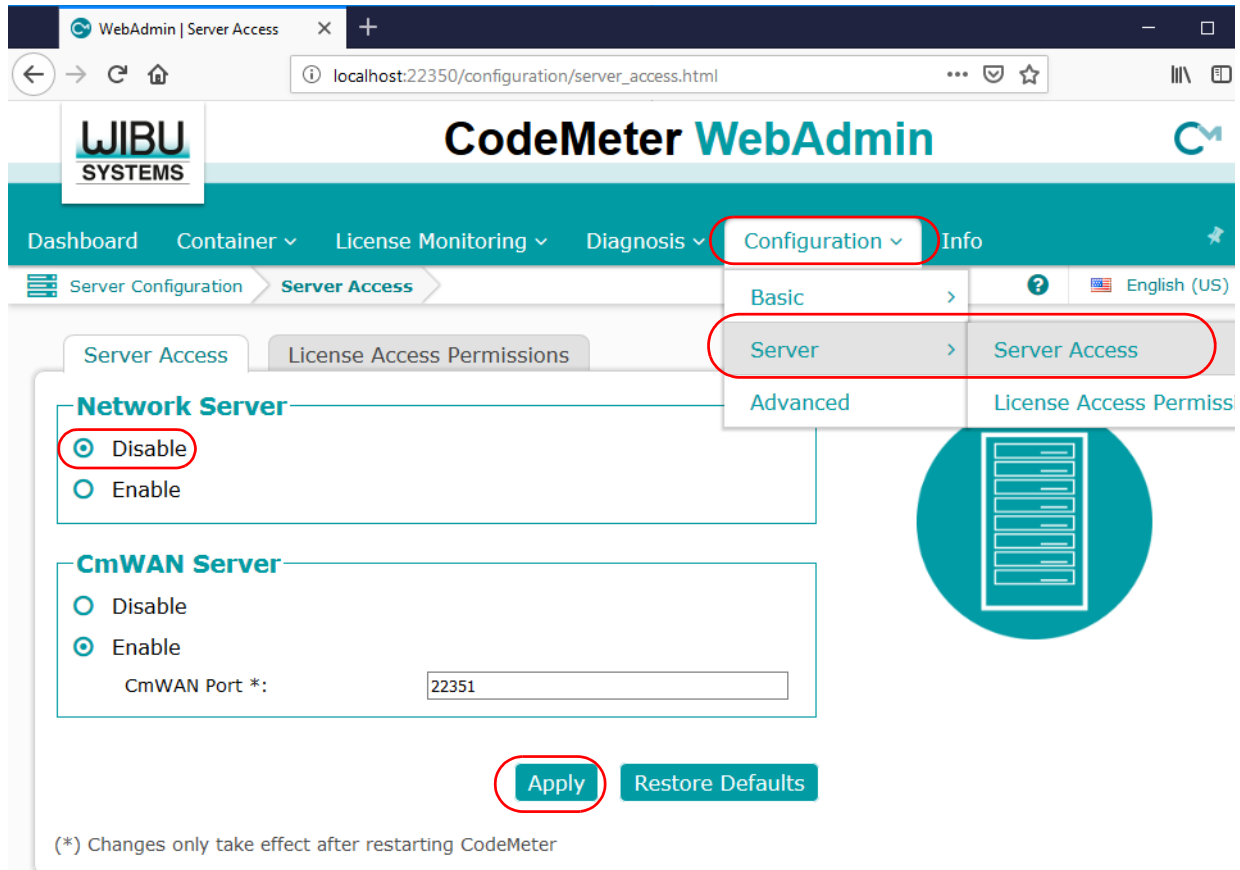 WebAdmin | Server Access
localhost:22350/configuration/server_access.html
WIBU
SYSTEMS
CodeMeter WebAdmin
CM
Dashboard Container License Monitoring Diagnosis Configuration Info
Server Configuration Server Access
? English (US)
Basic
Server
Server Access
Advanced
License Access Permiss
Server Access License Access Permissions
Network Server
Disable
Enable
CmWAN Server
Disable
Enable
CmWAN Port *: 22351
Apply Restore Defaults
(*) Changes only take effect after restarting CodeMeter